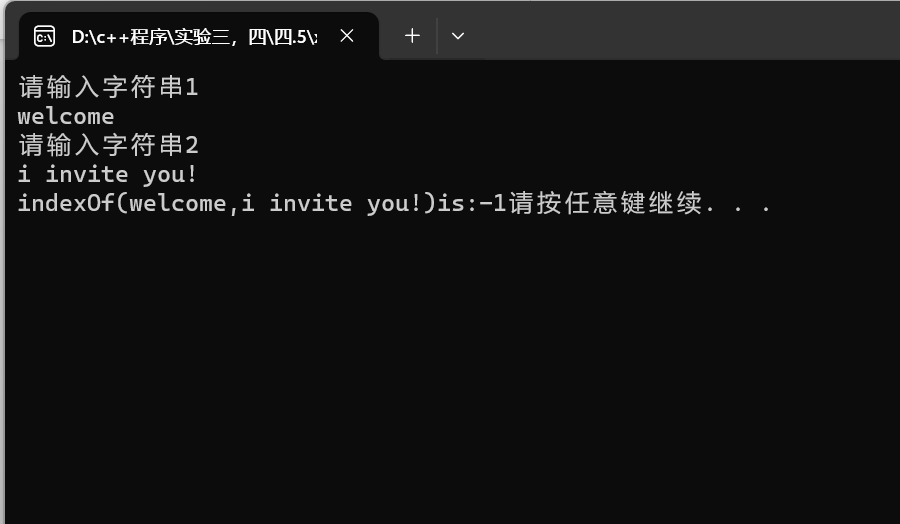 D:\c++程序\实验三，四\四.5\
请输入字符串1
welcome
请输入字符串2
i invite you!
indexOf(welcome,i invite you!)is:-1请按任意键继续. . .